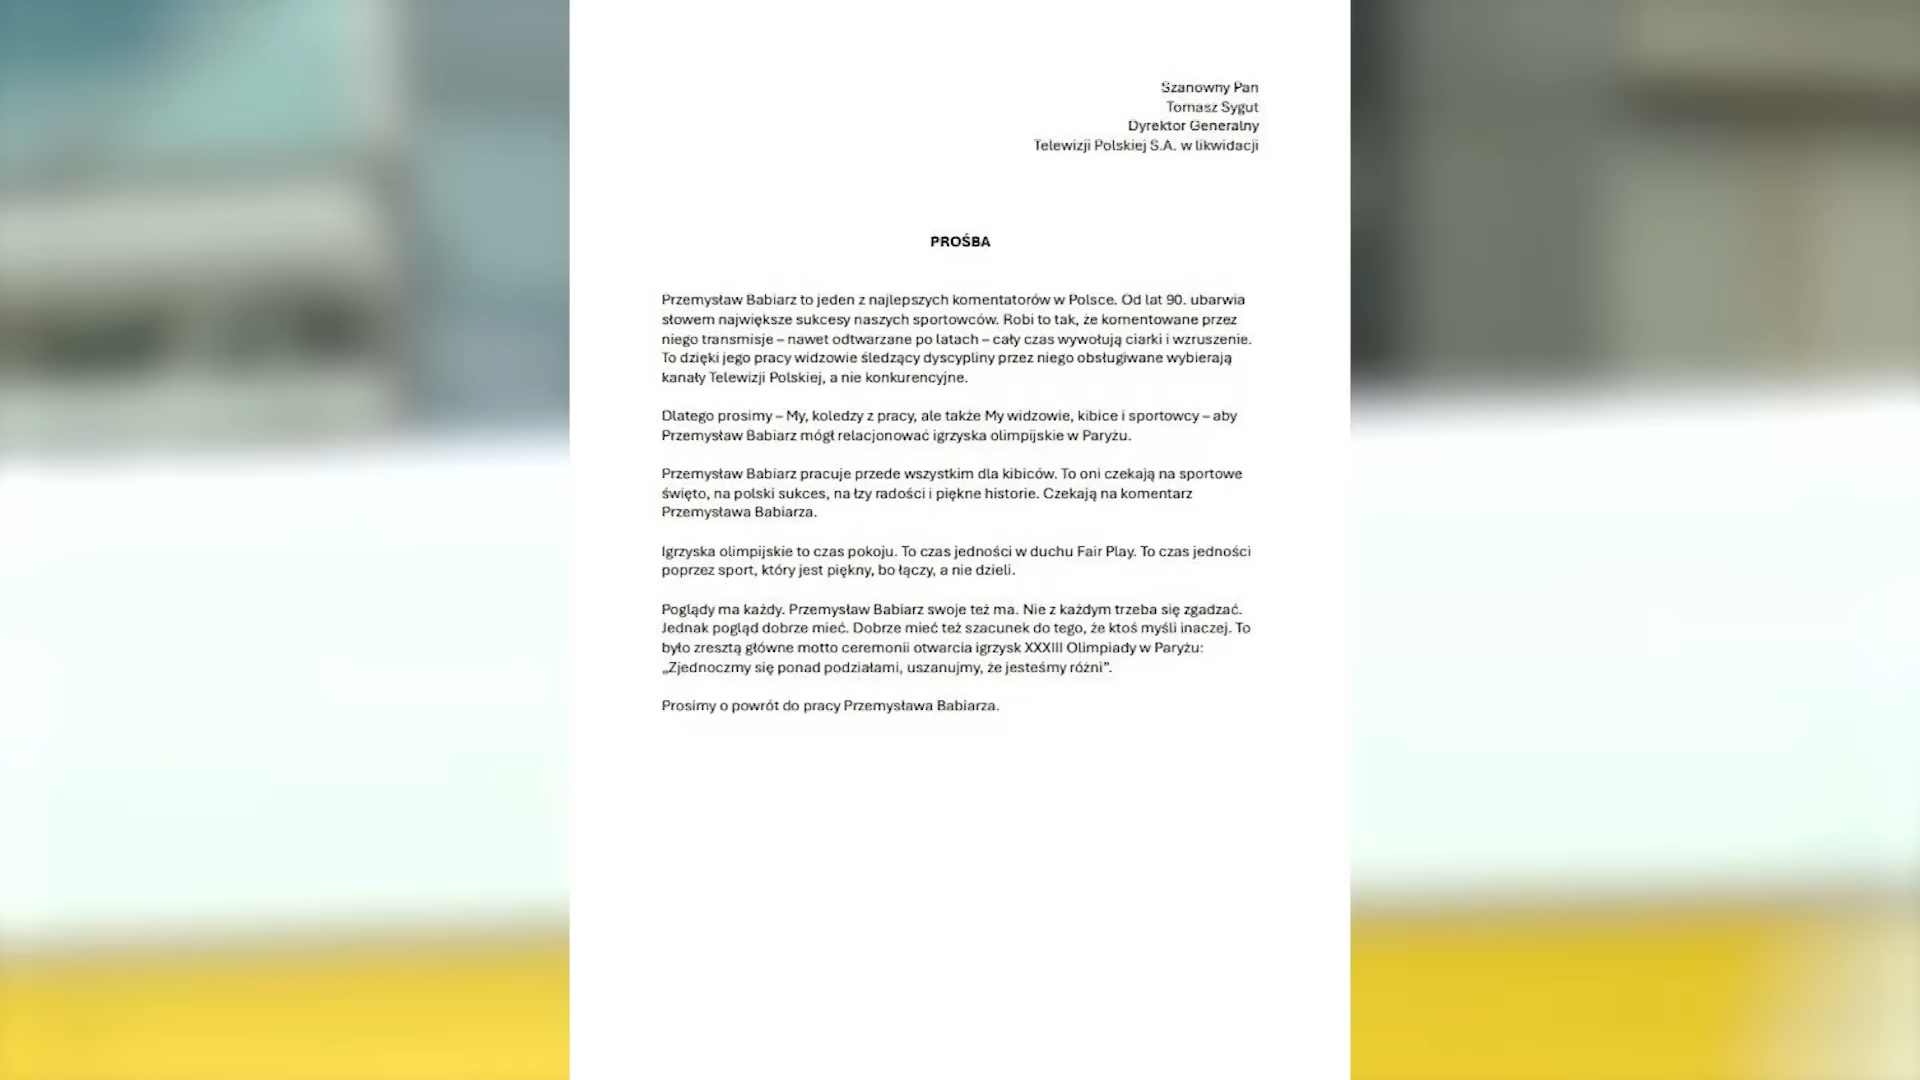 Szanowny Pan
Tomasz Sygut
Dyrektor Generalny
Telewizji Polskiej S.A. w likwidacji
PROŚBA
Przemysław Babiarz to jeden z najlepszych komentatorów w Polsce. Od lat 90. ubarwia
słowem największe sukcesy naszych sportowców. Robi to tak, że komentowane przez
niego transmisje – nawet odtwarzane po latach – cały czas wywołują ciarki i wzruszenie.
To dzięki jego pracy widzowie śledzący dyscypliny przez niego obsługiwane wybierają
kanały Telewizji Polskiej, a nie konkurencyjne.
Dlatego prosimy – My, koledzy z pracy, ale także My widzowie, kibice i sportowcy – aby
Przemysław Babiarz mógł relacjonować igrzyska olimpijskie w Paryżu.
Przemysław Babiarz pracuje przede wszystkim dla kibiców. To oni czekają na sportowe
święto, na polski sukces, na łzy radości i piękne historie. Czekają na komentarz
Przemysława Babiarza.
Igrzyska olimpijskie to czas pokoju. To czas jedności w duchu Fair Play. To czas jedności
poprzez sport, który jest piękny, bo łączy, a nie dzieli.
Poglądy ma każdy. Przemysław Babiarz swoje też ma. Nie z każdym trzeba się zgadzać.
Jednak pogląd dobrze mieć. Dobrze mieć też szacunek do tego, że ktoś myśli inaczej. To
było zresztą główne motto ceremonii otwarcia igrzysk XXXIII Olimpiady w Paryżu:
„Zjednoczmy się ponad podziałami, uszanujmy, że jesteśmy różni”.
Prosimy o powrót do pracy Przemysława Babiarza.